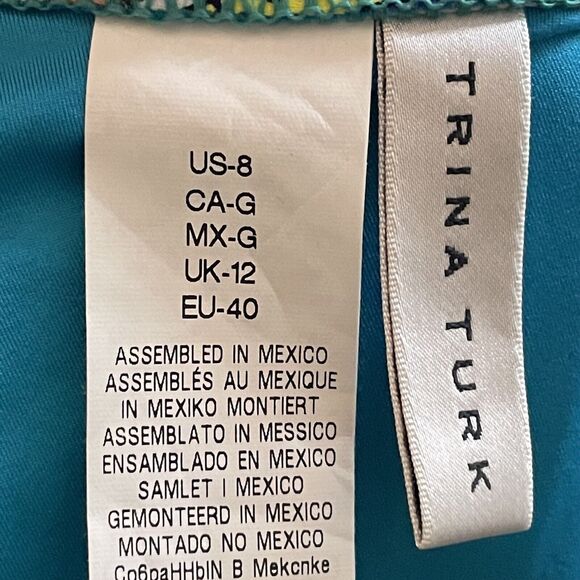 US-8
CA-G
MX-G
UK-12
EU-40
ASSEMBLED IN MEXICO
ASSEMBLÉS AU MEXIQUE
IN MEXIKO MONTIERT
ASSEMBLATO IN MESSICO
ENSAMBLADO EN MEXICO
SAMLET I MEXICO
GEMONTEERD IN MEXICO
MONTADO NO MEXICO
Co6paHHbIN B Mekcnke
TRINA TURK